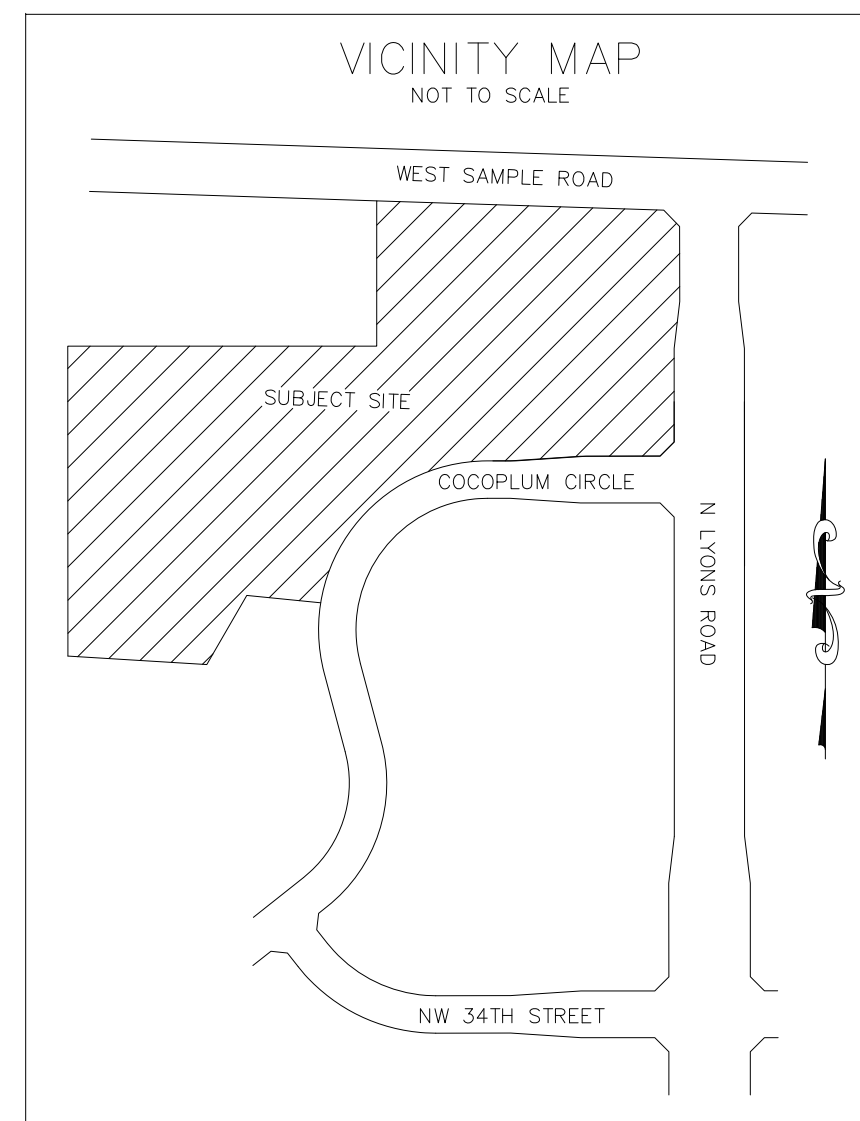 VICINITY MAP
NOT TO SCALE
WEST SAMPLE ROAD
SUBJECT SITE
COCOPLUM CIRCLE
N LYONS ROAD
NW 34TH STREET